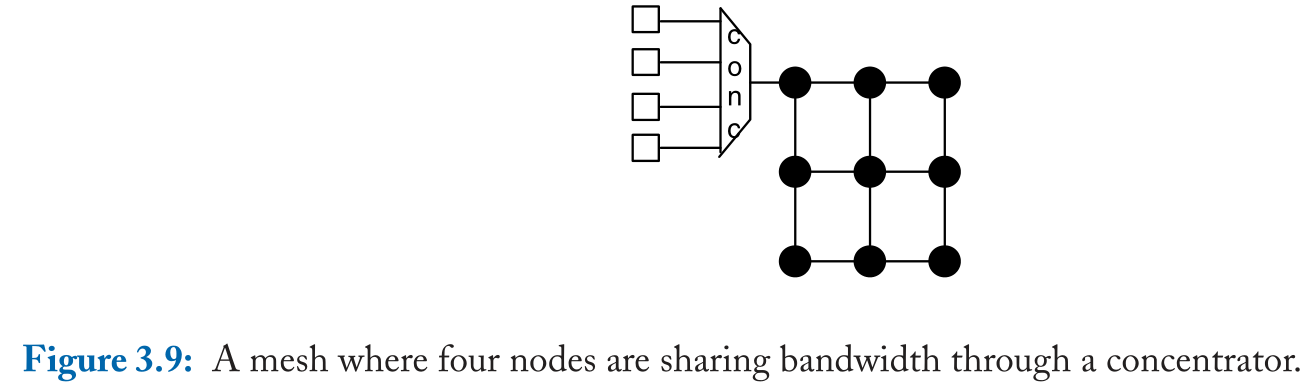 c
o
n
c
Figure 3.9: A mesh where four nodes are sharing bandwidth through a concentrator.